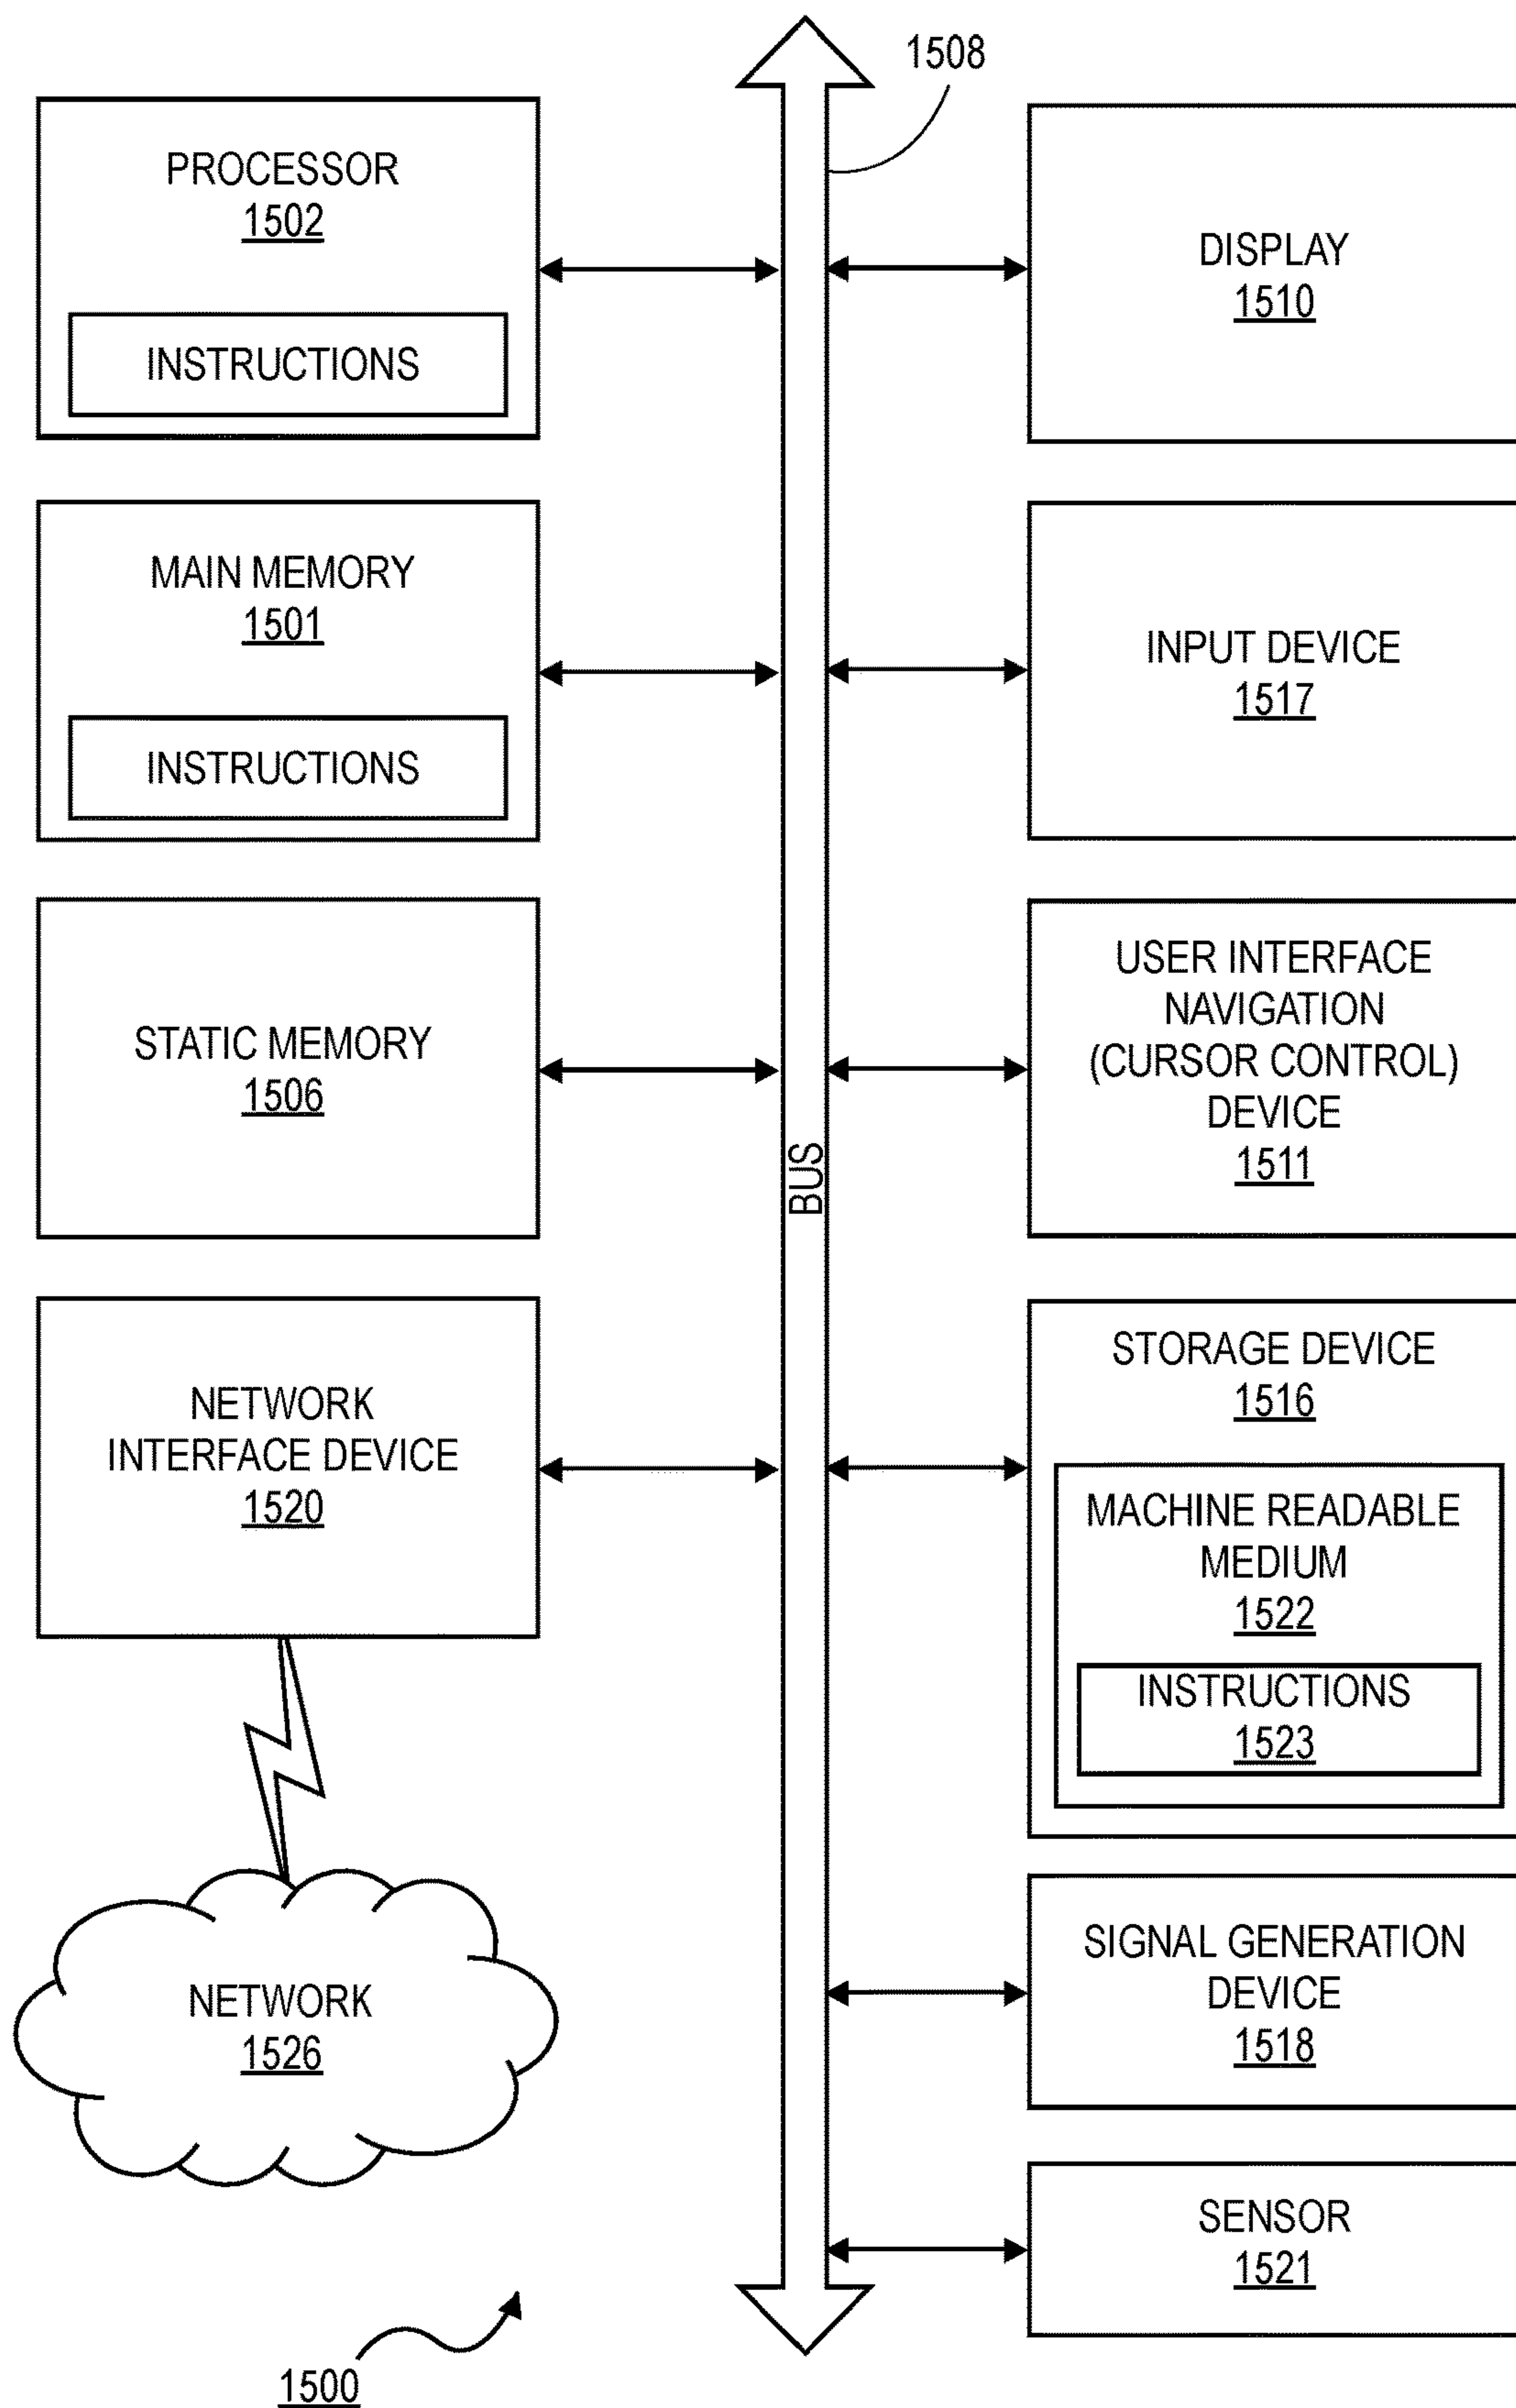 1508
PROCESSOR
1502
INSTRUCTIONS
MAIN MEMORY
1501
INSTRUCTIONS
STATIC MEMORY
1506
NETWORK
INTERFACE DEVICE
1520
NETWORK
1526
1500
BUS
DISPLAY
1510
INPUT DEVICE
1517
USER INTERFACE
NAVIGATION
(CURSOR CONTROL)
DEVICE
1511
STORAGE DEVICE
1516
MACHINE READABLE
MEDIUM
1522
INSTRUCTIONS
1523
SIGNAL GENERATION
DEVICE
1518
SENSOR
1521